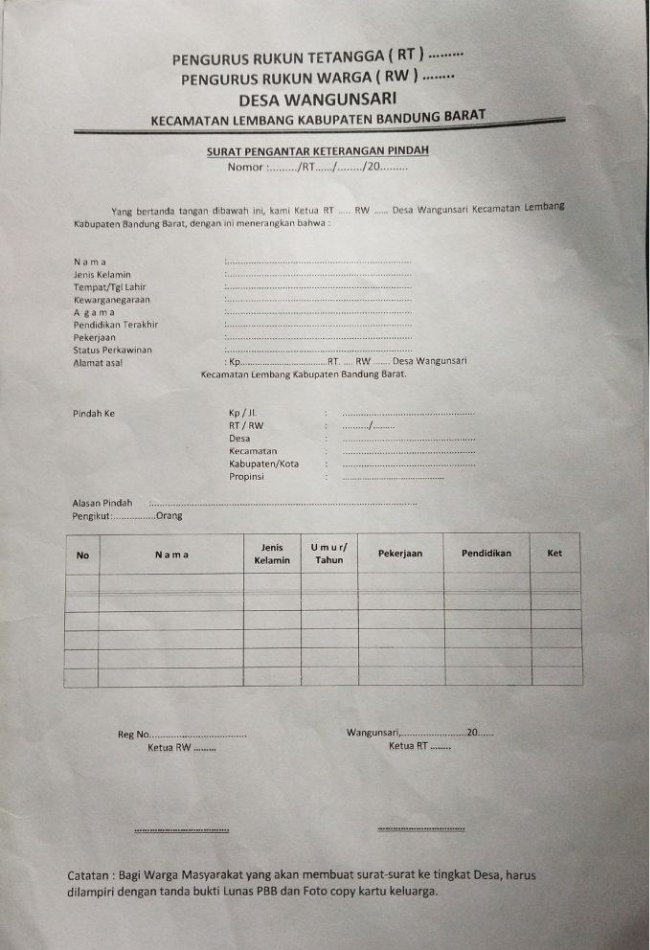 PENGURUS RUKUN TETANGGA ( RT ) .........
PENGURUS RUKUN WARGA ( RW ) ........
DESA WANGUNSARI
KECAMATAN LEMBANG KABUPATEN BANDUNG BARAT
SURAT PENGANTAR KETERANGAN PINDAH
Nomor :........./RT....../......../20.........
Yang bertanda tangan dibawah ini, kami Ketua RT ..... RW ...... Desa Wangunsari Kecamatan Lembang
Kabupaten Bandung Barat, dengan ini menerangkan bahwa :
N a m a :............................................................
Jenis Kelamin :............................................................
Tempat/Tgl Lahir :............................................................
Kewarganegaraan :............................................................
A g a m a :............................................................
Pendidikan Terakhir :............................................................
Pekerjaan :............................................................
Status Perkawinan :............................................................
Alamat asal : Kp..............................RT. .... RW ...... Desa Wangunsari
Kecamatan Lembang Kabupaten Bandung Barat.
Pindah Ke Kp / Jl. : ............................................
RT / RW : ........../........
Desa : ............................................
Kecamatan : ............................................
Kabupaten/Kota : ............................................
Propinsi : ..................................
Alasan Pindah :..........................................................................................
Pengikut:...............Orang
No N a m a Jenis Kelamin U m u r/ Tahun Pekerjaan Pendidikan Ket
Reg No.................................. Wangunsari,.......................20......
Ketua RW ........ Ketua RT ........
Catatan : Bagi Warga Masyarakat yang akan membuat surat-surat ke tingkat Desa, harus
dilampiri dengan tanda bukti Lunas PBB dan Foto copy kartu keluarga.